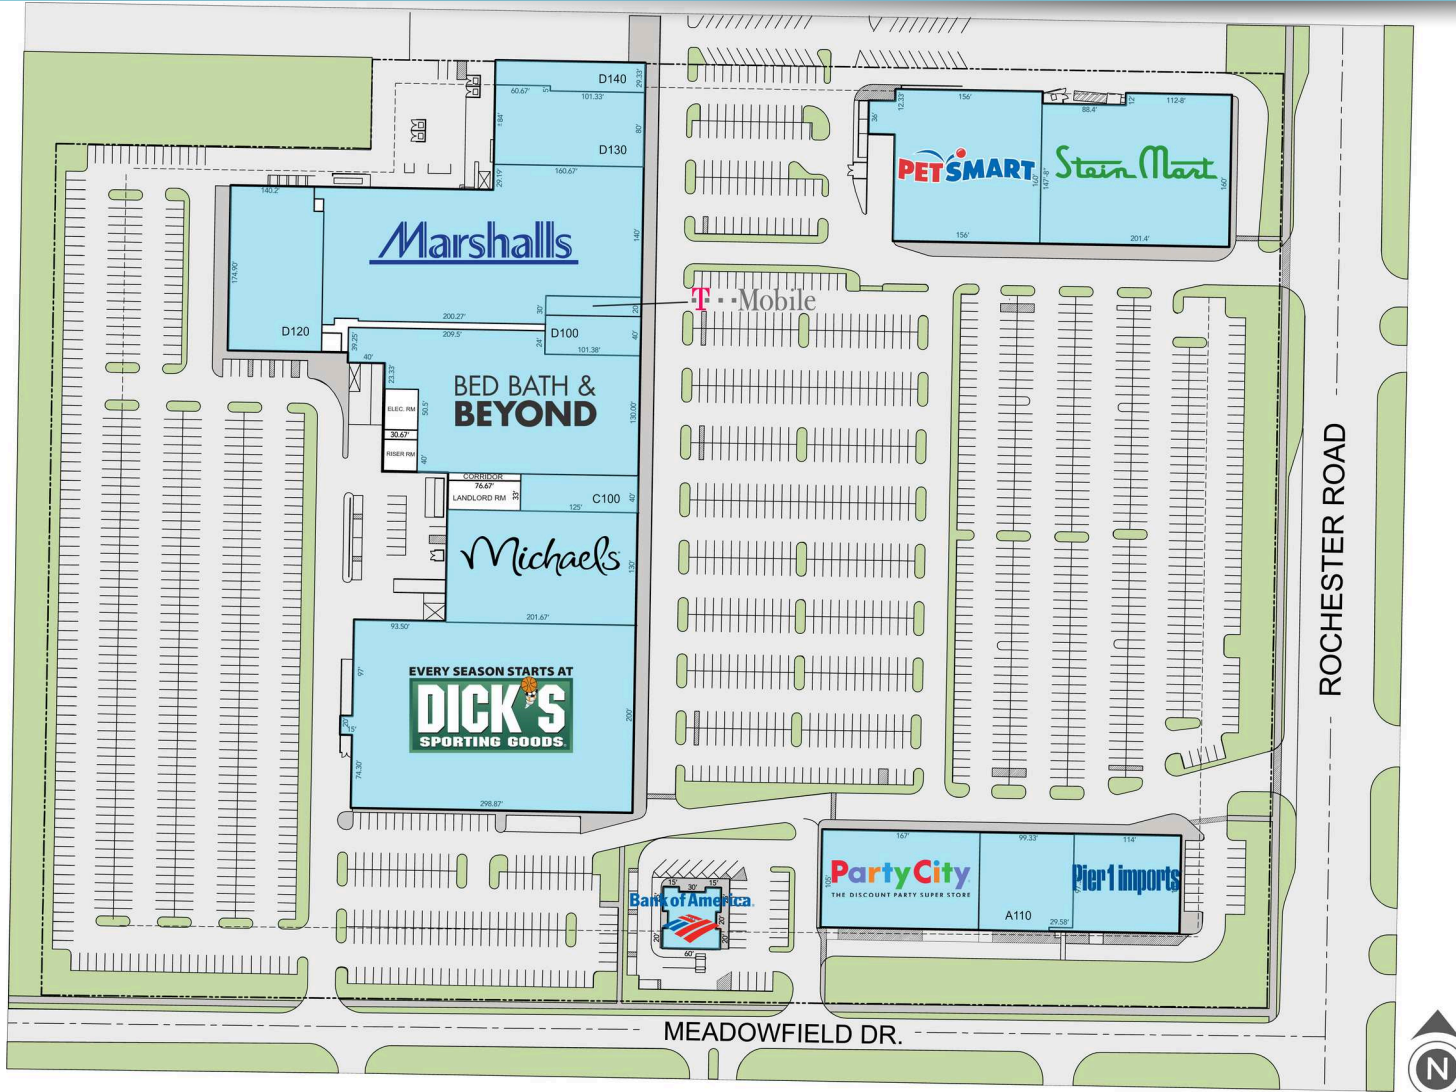 D140
29.33'
60.67'
5'
101.33'
184'
80'
D130
160.67'
29.19'
140.2'
Marshalls
140'
174.90'
D120
200.27'
30'
20'
T··Mobile
D100
40'
101.38'
24'
209.5'
39.25'
40'
23.33'
BED BATH &
BEYOND
130.00'
ELEC. RM
50.5'
30.67'
RISER RM
40'
CORRIDOR
76.67'
LANDLORD RM
33'
C100
40'
125'
Michaels
130'
201.67'
93.50'
97'
EVERY SEASON STARTS AT
DICK'S
SPORTING GOODS
200'
20'
15'
74.30'
298.87'
156'
12.33'
36'
PETSMART
160'
156'
88.4'
12'
112-8'
147'-8"
Stein Mart
160'
201.4'
167'
105'
PartyCity
THE DISCOUNT PARTY SUPER STORE
99.33'
A110
29.58'
114'
Pier 1 imports
15'
30'
15'
Bank of America
20'
20'
20'
60'
ROCHESTER ROAD
MEADOWFIELD DR.
N